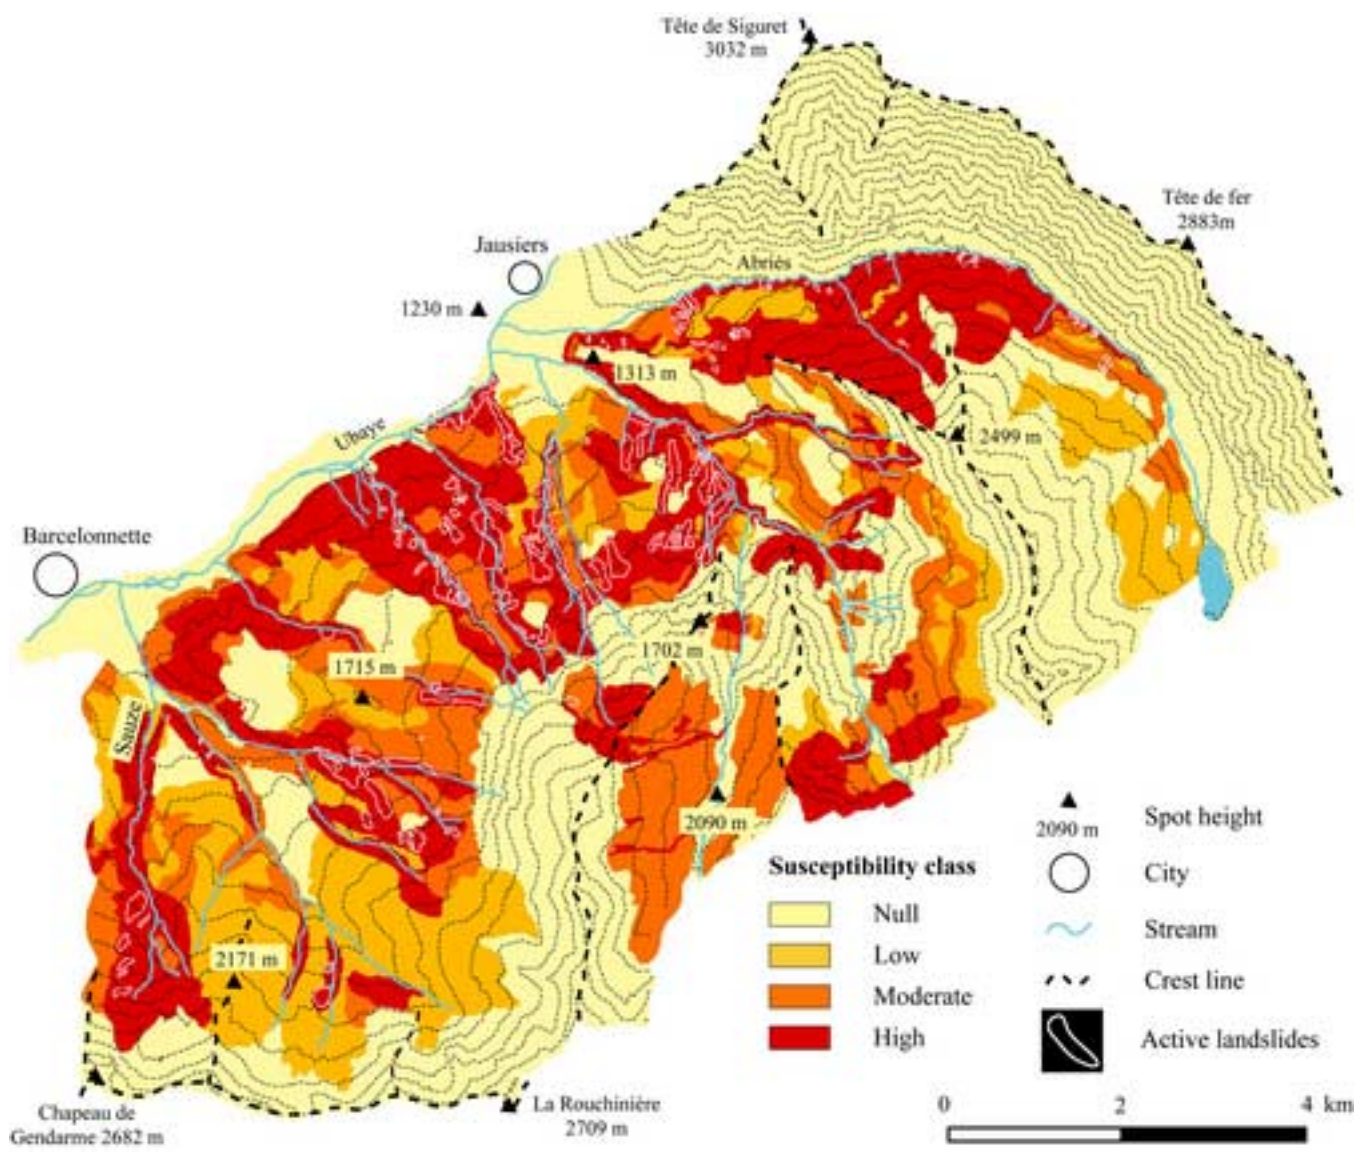 Tête de Siguret
3032 m
Tête de fer
2883m
Jausiers
Abriès
1230 m
1313 m
Ubaye
2499 m
Barcelonnette
1702 m
1715 m
Sauze
2090 m
2171 m
Chapeau de
Gendarme 2682 m
La Rouchinière
2709 m
Susceptibility class
Null
Low
Moderate
High
2090 m
Spot height
City
Stream
Crest line
Active landslides
0 2 4 km